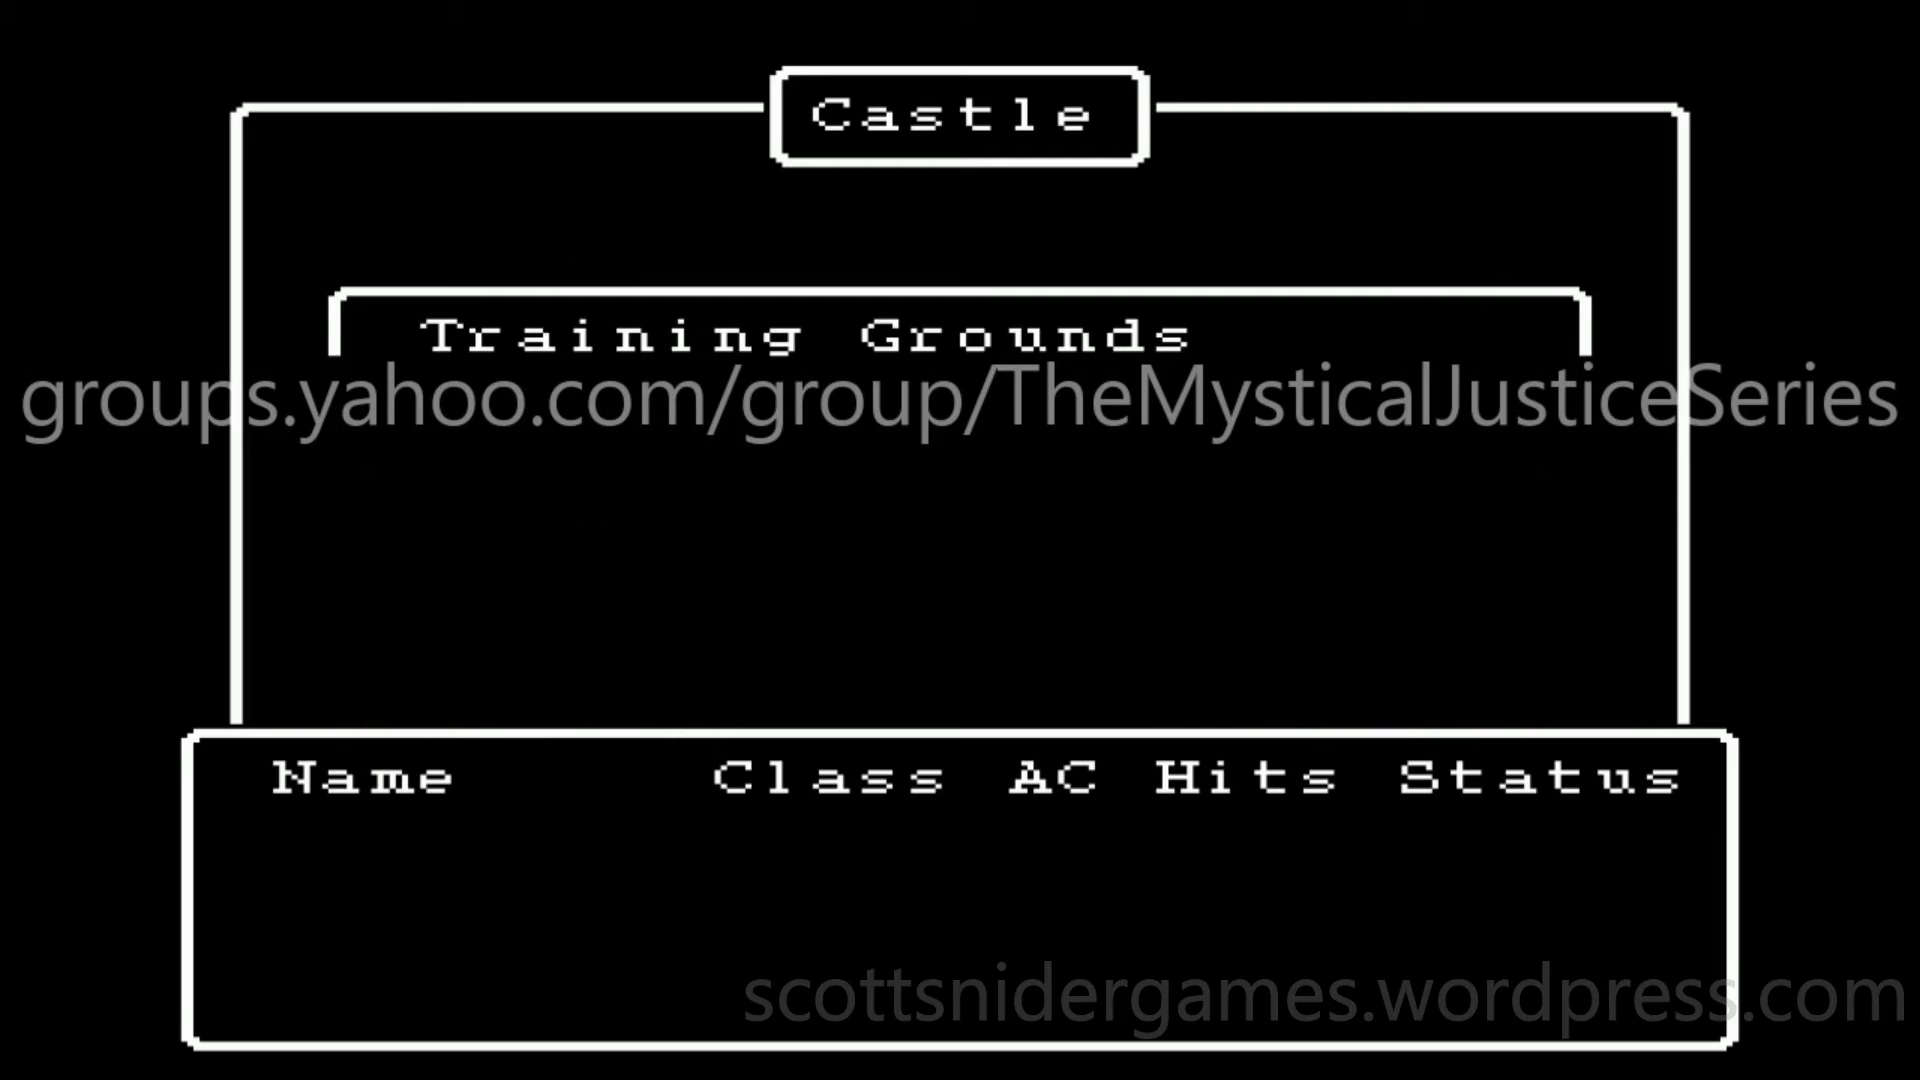 Castle
Training Grounds
groups.yahoo.com/group/TheMysticalJusticeSeries
Name Class AC Hits Status
scottsnidergames.wordpress.com